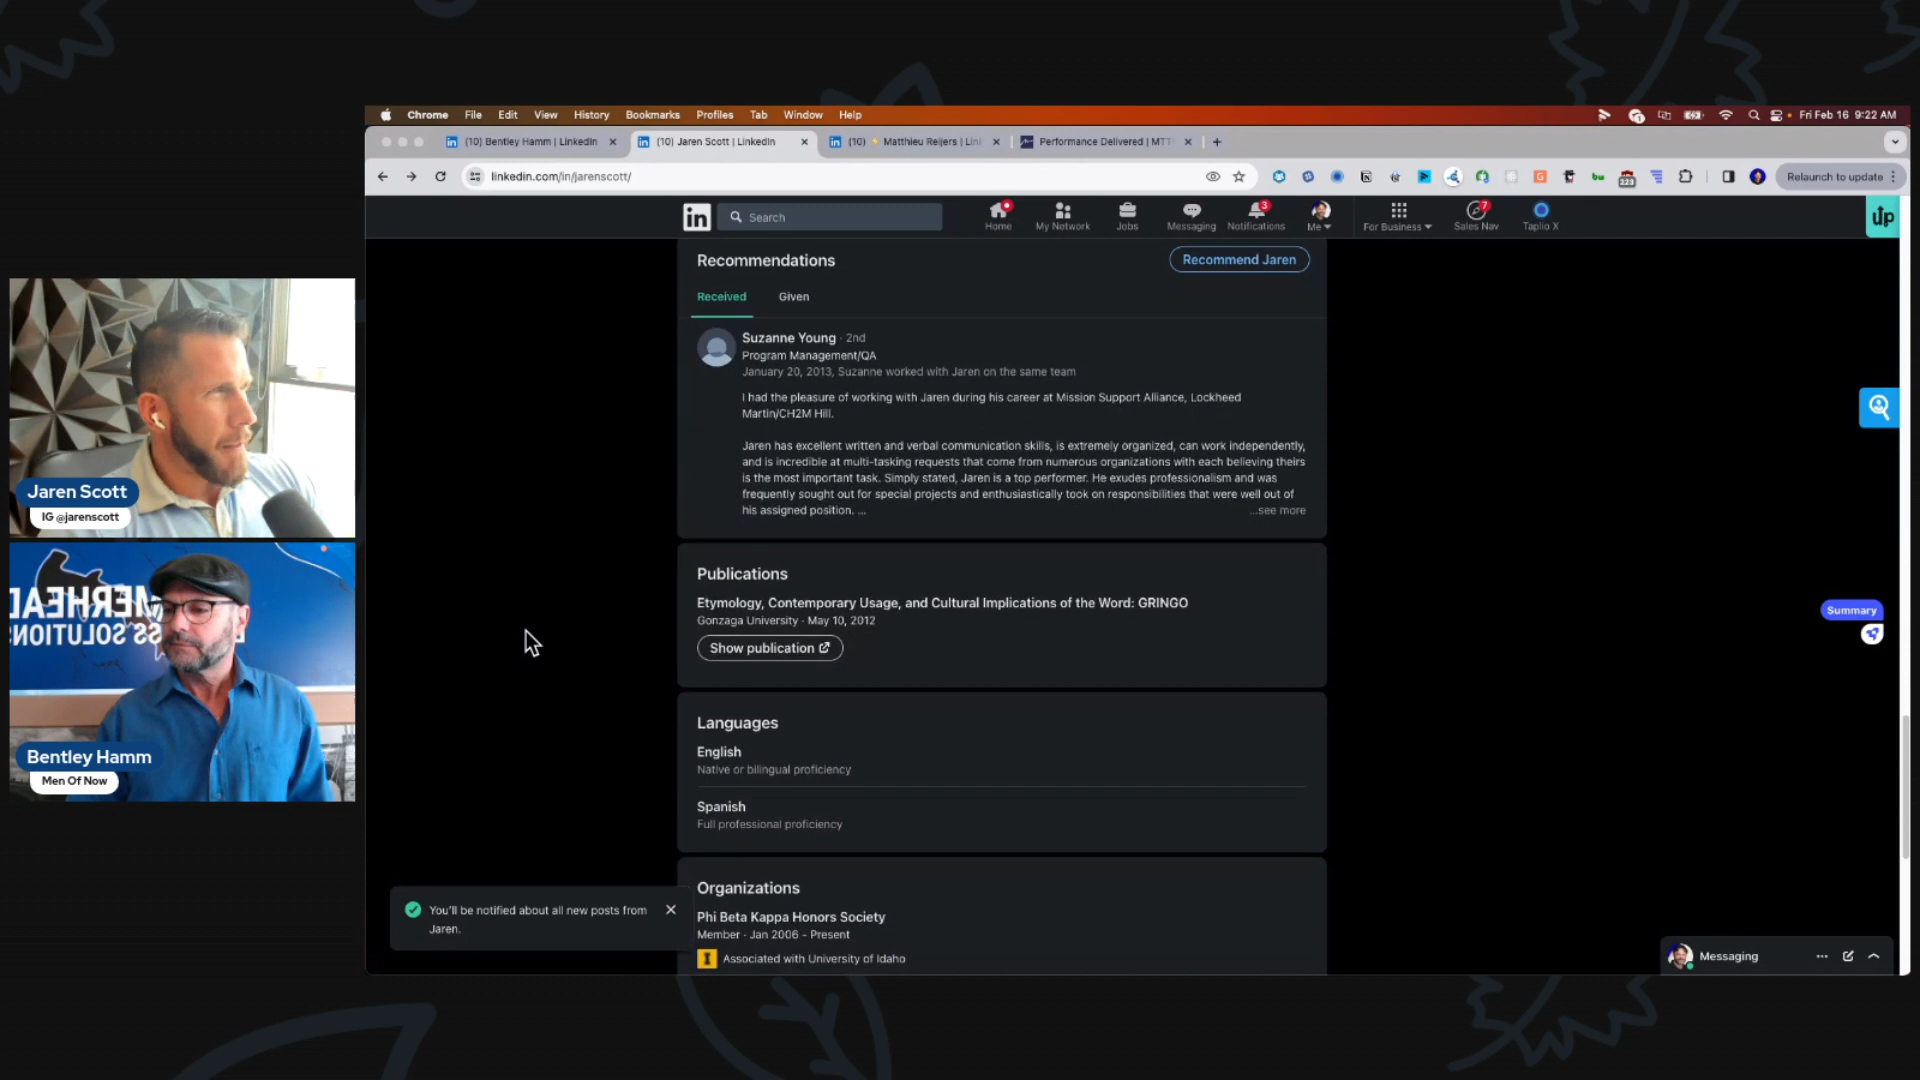 Chrome File Edit View History Bookmarks Profiles Tab Window Help
Fri Feb 16 9:22 AM
(10) Bentley Hamm | LinkedIn
(10) Jaren Scott | LinkedIn
(10) Matthieu Reijers | Lin
Performance Delivered | MTT
linkedin.com/in/jarenscott/
223
Relaunch to update
in
Search
Home
My Network
Jobs
Messaging
3
Notifications
Me
For Business
7
Sales Nav
Taplio X
up
Recommendations
Recommend Jaren
Received
Given
Suzanne Young · 2nd
Program Management/QA
January 20, 2013, Suzanne worked with Jaren on the same team
I had the pleasure of working with Jaren during his career at Mission Support Alliance, Lockheed
Martin/CH2M Hill.
Jaren has excellent written and verbal communication skills, is extremely organized, can work independently,
and is incredible at multi-tasking requests that come from numerous organizations with each believing theirs
is the most important task. Simply stated, Jaren is a top performer. He exudes professionalism and was
frequently sought out for special projects and enthusiastically took on responsibilities that were well out of
his assigned position. ...
...see more
Publications
Etymology, Contemporary Usage, and Cultural Implications of the Word: GRINGO
Gonzaga University · May 10, 2012
Show publication
Languages
English
Native or bilingual proficiency
Spanish
Full professional proficiency
Organizations
Phi Beta Kappa Honors Society
Member · Jan 2006 - Present
I
Associated with University of Idaho
You'll be notified about all new posts from
Jaren.
Summary
Messaging
Jaren Scott
IG @jarenscott
MERHEAD
SS SOLUTIONS
Bentley Hamm
Men Of Now